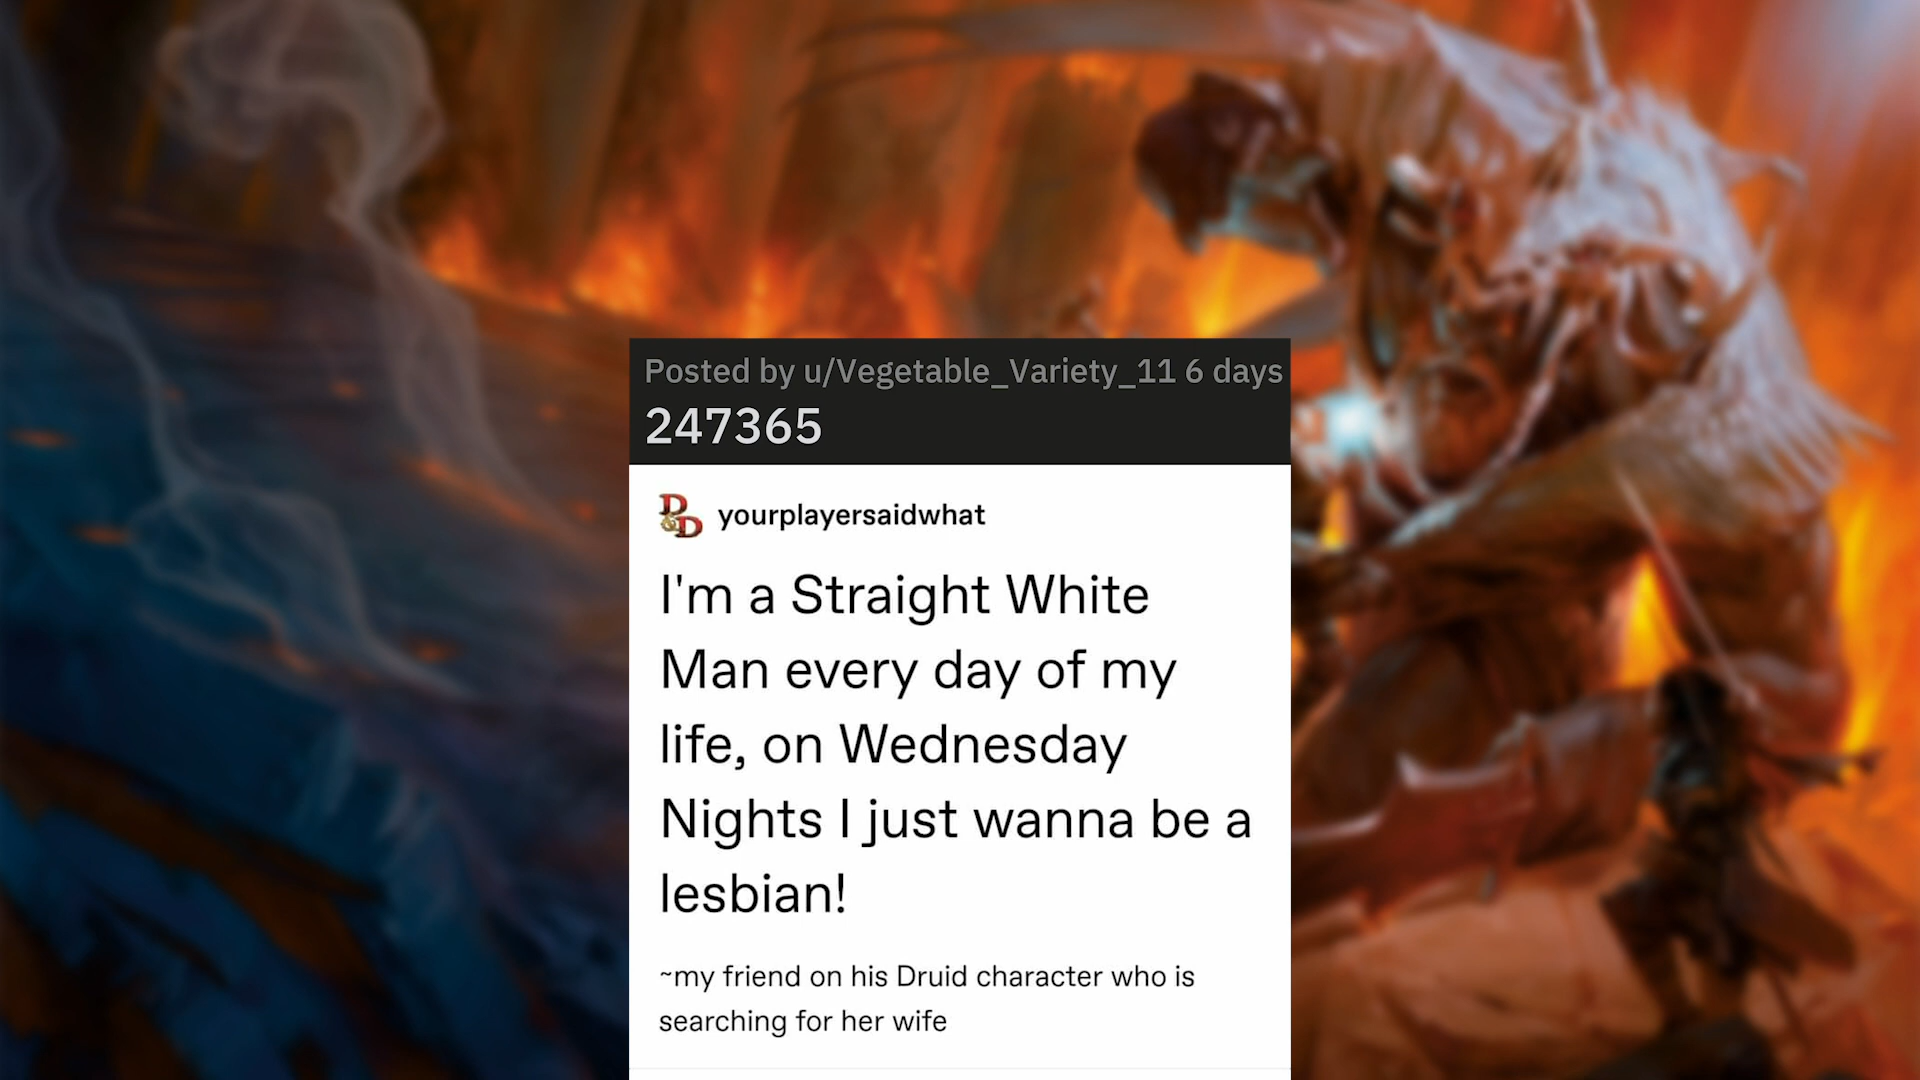 Posted by u/Vegetable_Variety_11 6 days
247365
D&D yourplayersaidwhat
I'm a Straight White
Man every day of my
life, on Wednesday
Nights I just wanna be a
lesbian!
~my friend on his Druid character who is
searching for her wife